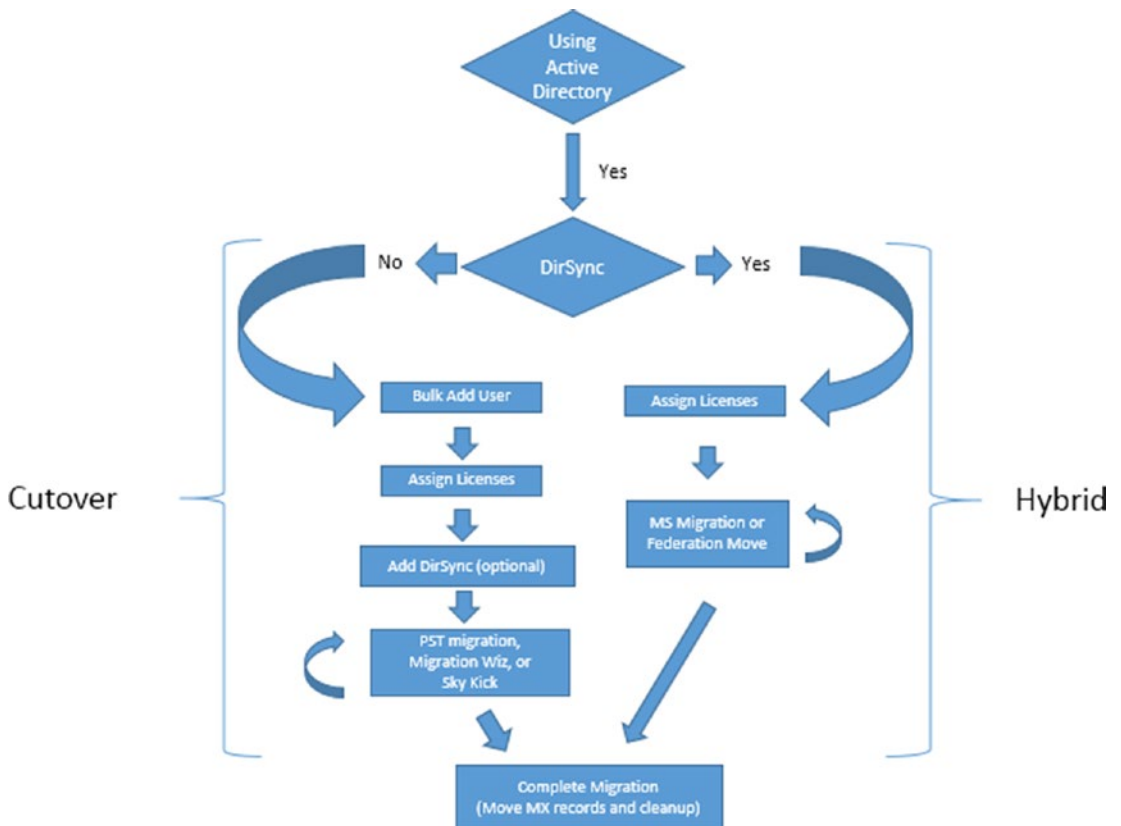 Using
Active
Directory
Yes
No
DirSync
Yes
Bulk Add User
Assign Licenses
Assign Licenses
Cutover
MS Migration or
Federation Move
Hybrid
Add DirSync (optional)
PST migration,
Migration Wiz, or
Sky Kick
Complete Migration
(Move MX records and cleanup)